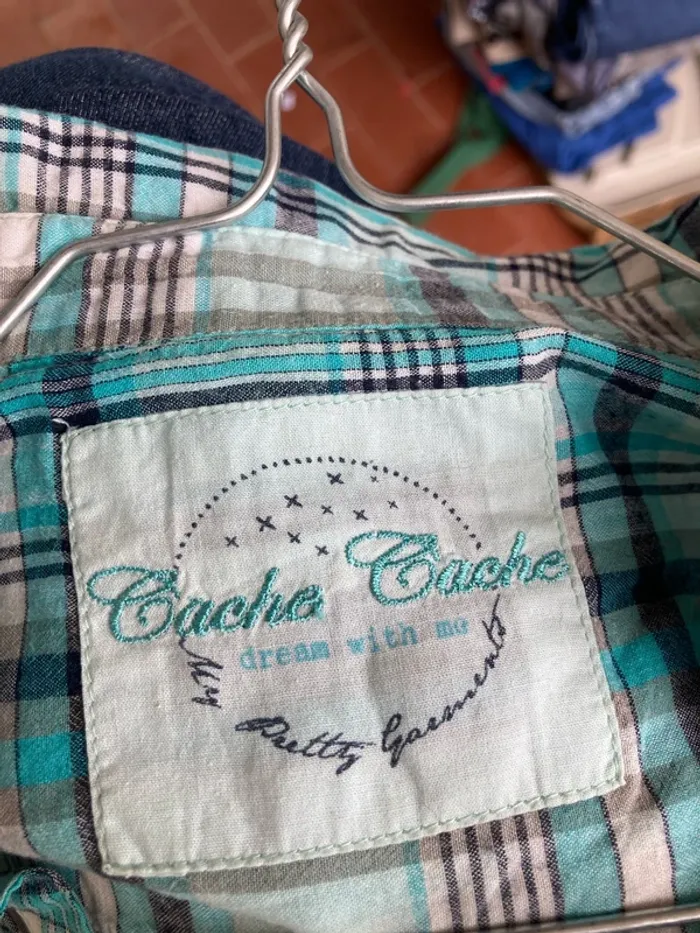 Cache Cache
dream with me
My Pretty Garments